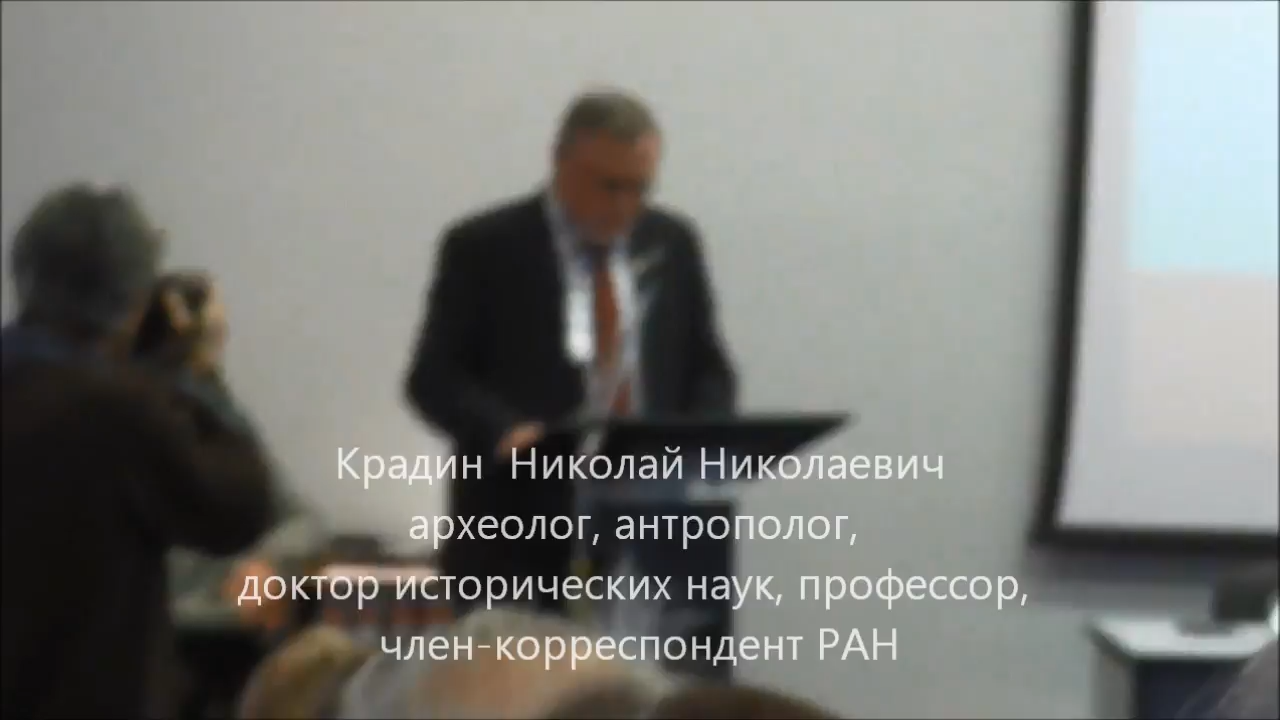 Крадин Николай Николаевич
археолог, антрополог,
доктор исторических наук, профессор,
член-корреспондент РАН